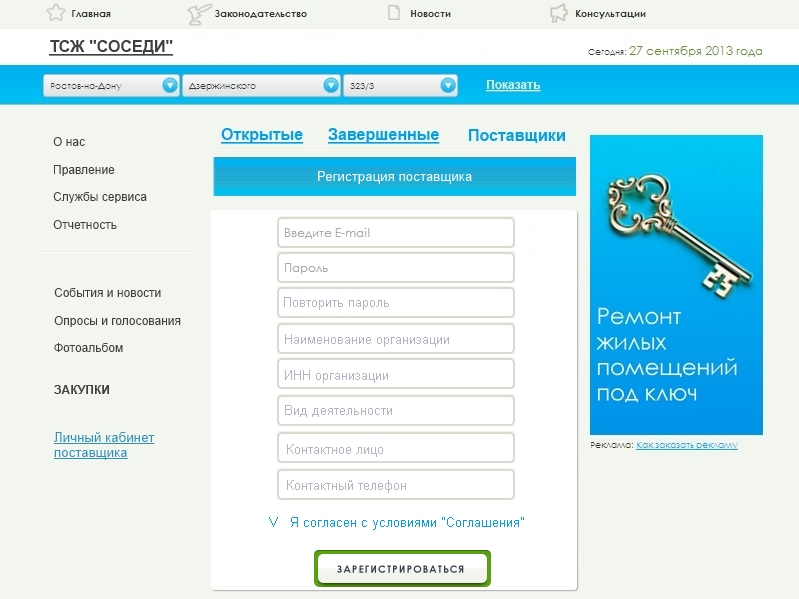 Главная
Законодательство
Новости
Консультации
ТСЖ "СОСЕДИ"
Сегодня: 27 сентября 2013 года
Ростов-на-Дону
Дзержинского
323/3
Показать
О нас
Правление
Службы сервиса
Отчетность
События и новости
Опросы и голосования
Фотоальбом
ЗАКУПКИ
Личный кабинет
поставщика
Открытые
Завершенные
Поставщики
Регистрация поставщика
Введите E-mail
Пароль
Повторить пароль
Наименование организации
ИНН организации
Вид деятельности
Контактное лицо
Контактный телефон
V Я согласен с условиями "Соглашения"
ЗАРЕГИСТРИРОВАТЬСЯ
Ремонт
жилых
помещений
под ключ
Реклама: Как заказать рекламу